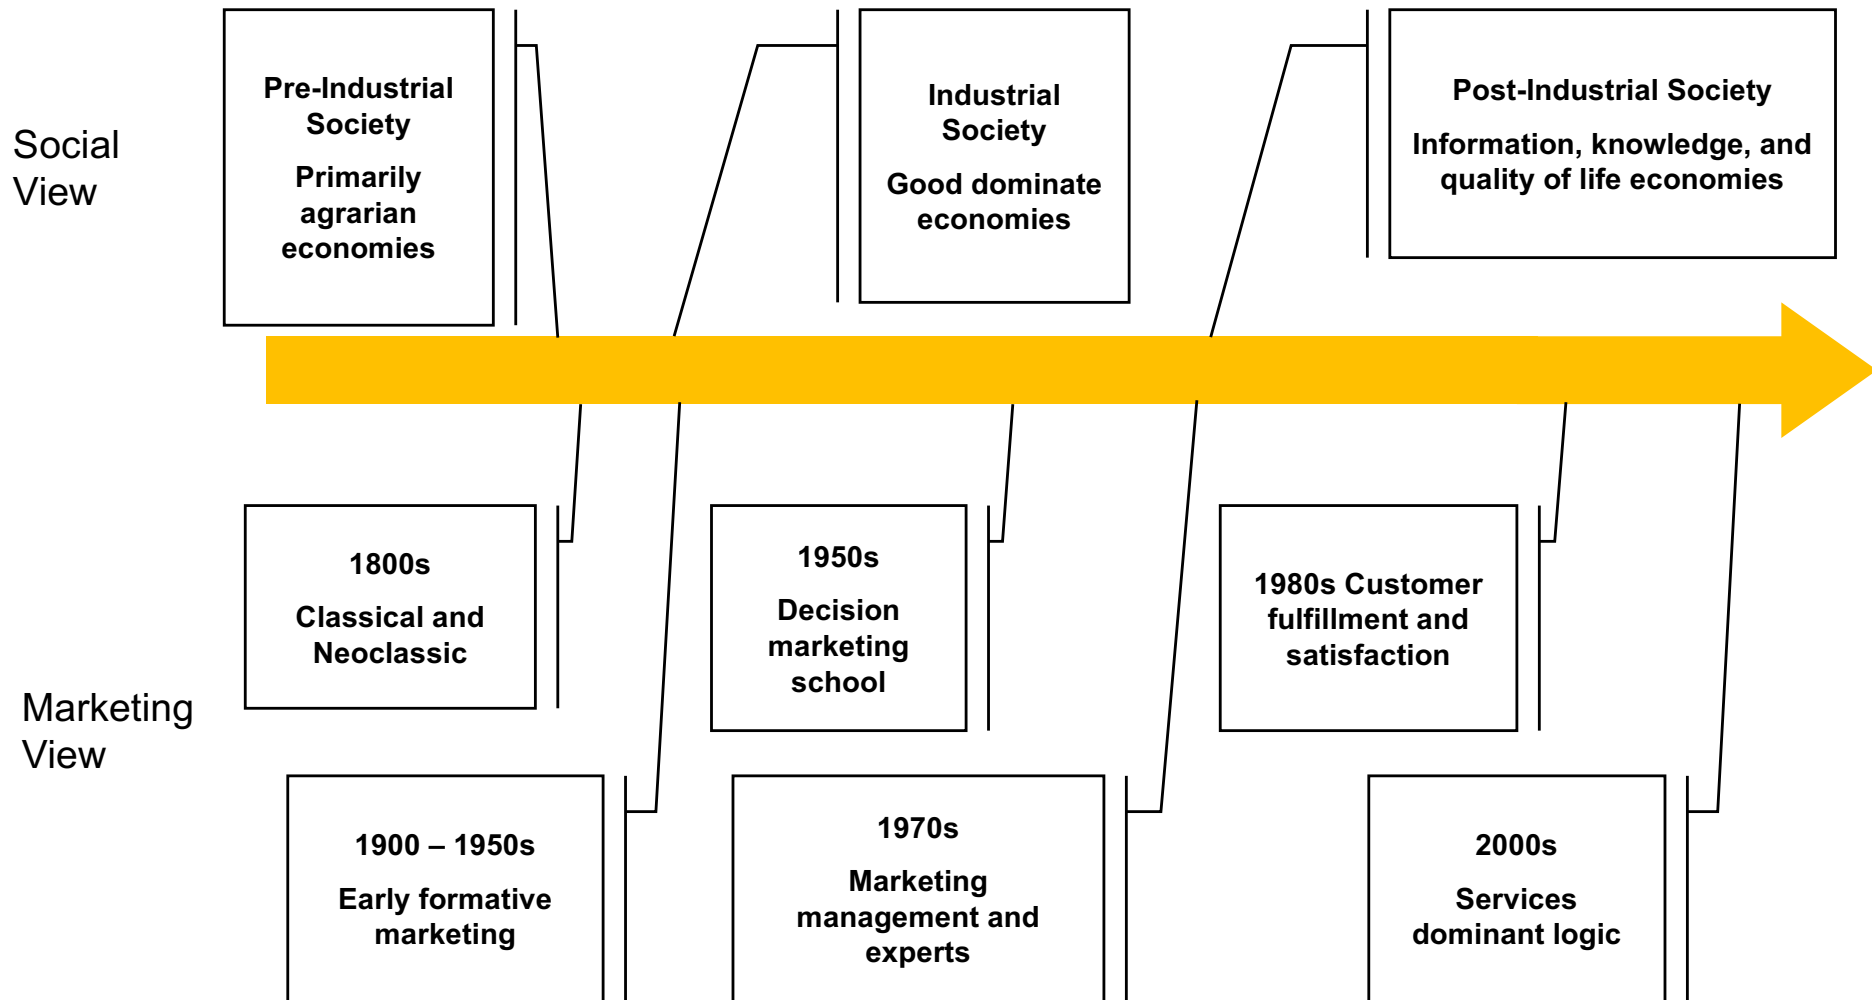 Social
View
Pre-Industrial
Society
Primarily
agrarian
economies
Industrial
Society
Good dominate
economies
Post-Industrial Society
Information, knowledge, and
quality of life economies
Marketing
View
1800s
Classical and
Neoclassic
1950s
Decision
marketing
school
1980s Customer
fulfillment and
satisfaction
1900 – 1950s
Early formative
marketing
1970s
Marketing
management and
experts
2000s
Services
dominant logic